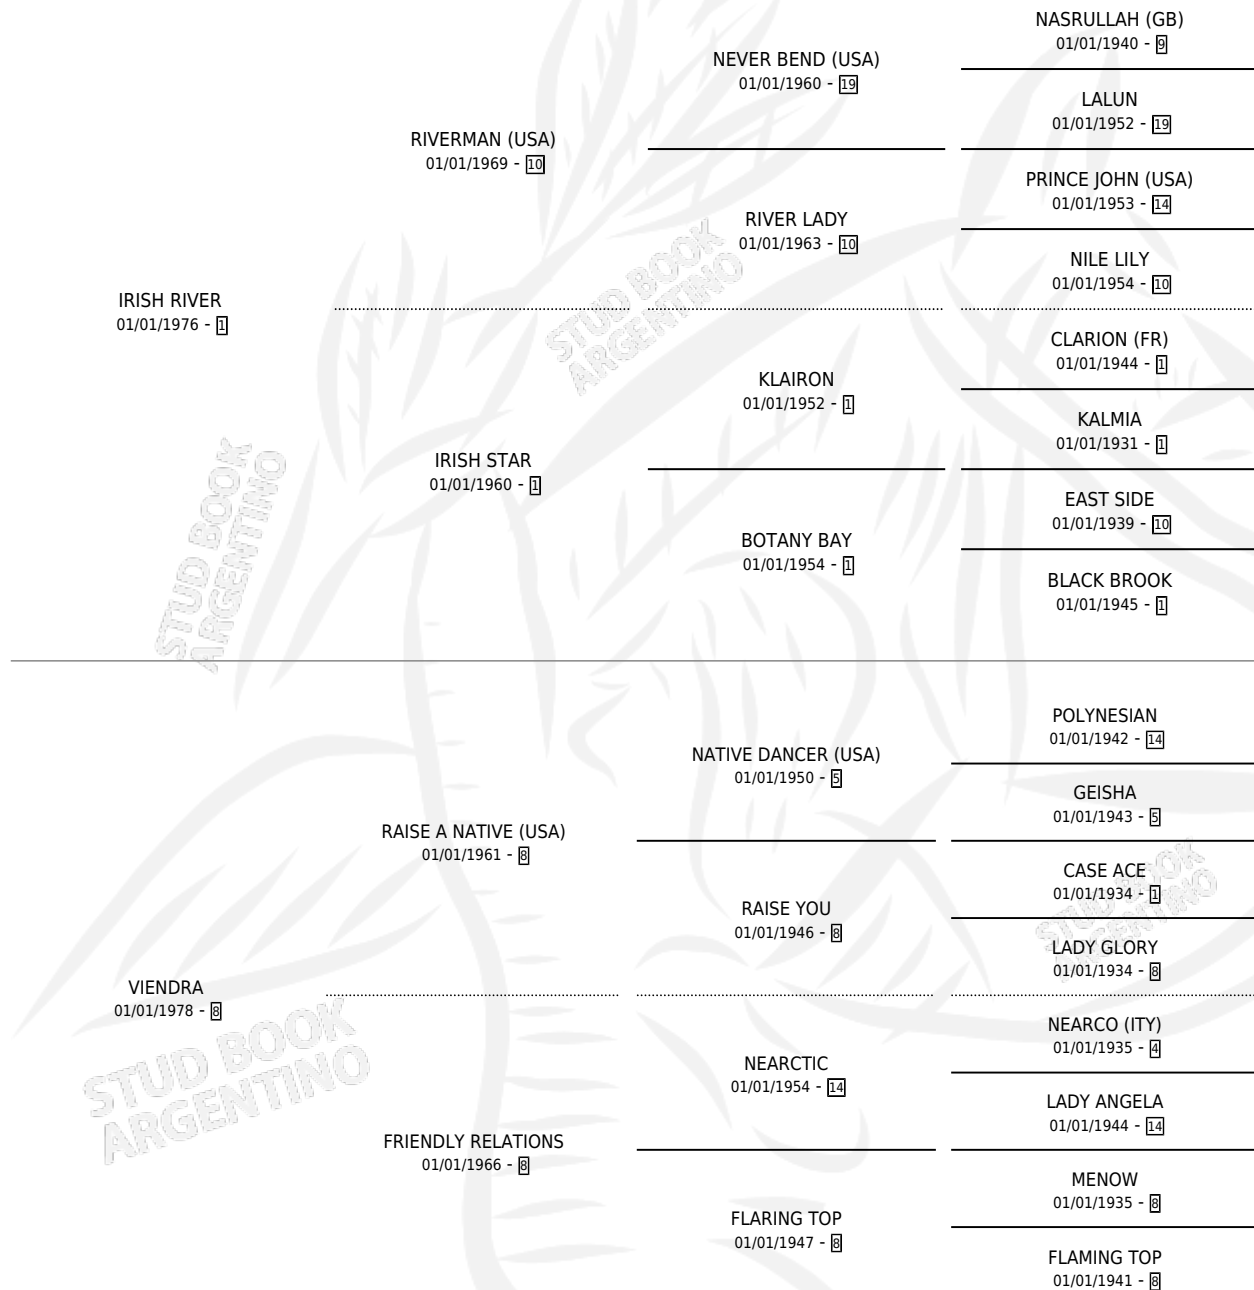 NASRULLAH (GB)
01/01/1940 - 9
NEVER BEND (USA)
01/01/1960 - 19
LALUN
01/01/1952 - 19
RIVERMAN (USA)
01/01/1969 - 10
PRINCE JOHN (USA)
01/01/1953 - 14
RIVER LADY
01/01/1963 - 10
NILE LILY
01/01/1954 - 10
IRISH RIVER
01/01/1976 - 1
STUD BOOK
ARGENTINO
CLARION (FR)
01/01/1944 - 1
KLAIRON
01/01/1952 - 1
KALMIA
01/01/1931 - 1
IRISH STAR
01/01/1960 - 1
EAST SIDE
01/01/1939 - 10
BOTANY BAY
01/01/1954 - 1
BLACK BROOK
01/01/1945 - 1
STUD BOOK
ARGENTINO
POLYNESIAN
01/01/1942 - 14
NATIVE DANCER (USA)
01/01/1950 - 5
GEISHA
01/01/1943 - 5
RAISE A NATIVE (USA)
01/01/1961 - 8
CASE ACE
01/01/1934 - 1
RAISE YOU
01/01/1946 - 8
STUD BOOK
ARGENTINO
LADY GLORY
01/01/1934 - 8
VIENDRA
01/01/1978 - 8
NEARCO (ITY)
01/01/1935 - 4
NEARCTIC
01/01/1954 - 14
LADY ANGELA
01/01/1944 - 14
STUD BOOK
ARGENTINO
FRIENDLY RELATIONS
01/01/1966 - 8
MENOW
01/01/1935 - 8
FLARING TOP
01/01/1947 - 8
FLAMING TOP
01/01/1941 - 8